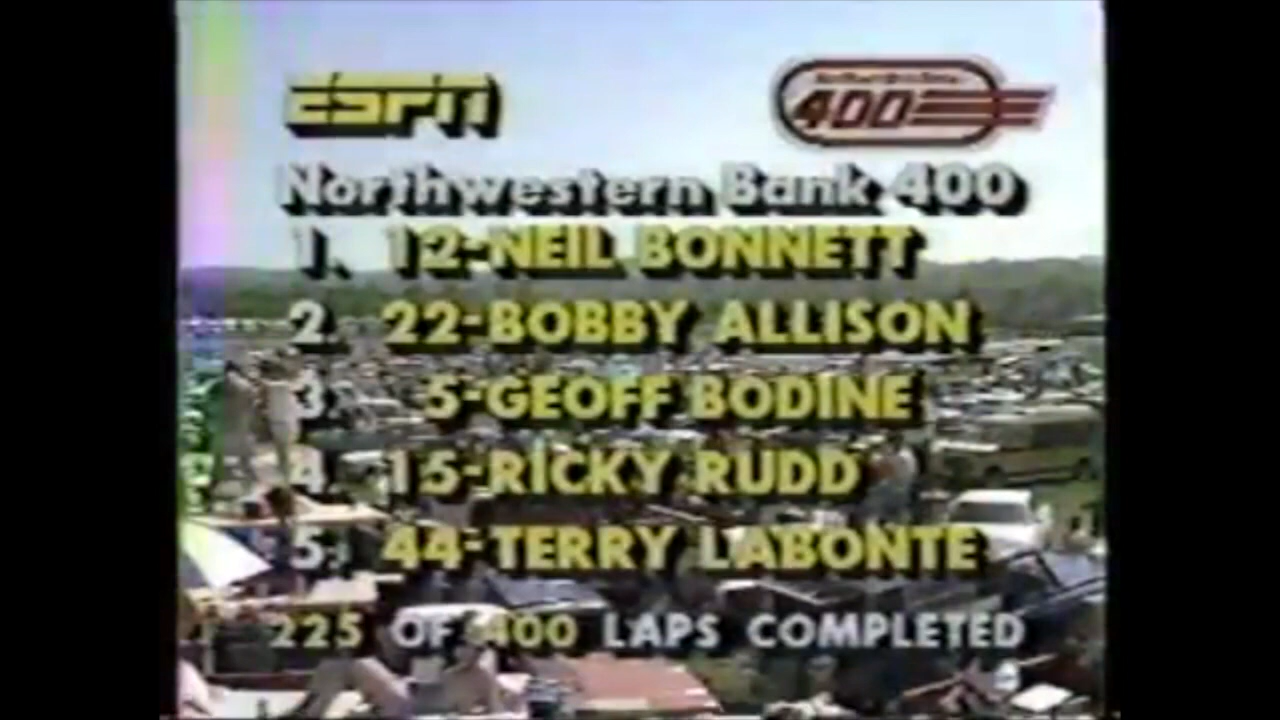 ESPN
400
Northwestern Bank 400
1. 12-NEIL BONNETT
2. 22-BOBBY ALLISON
3. 5-GEOFF BODINE
4. 15-RICKY RUDD
5. 44-TERRY LABONTE
225 OF 400 LAPS COMPLETED